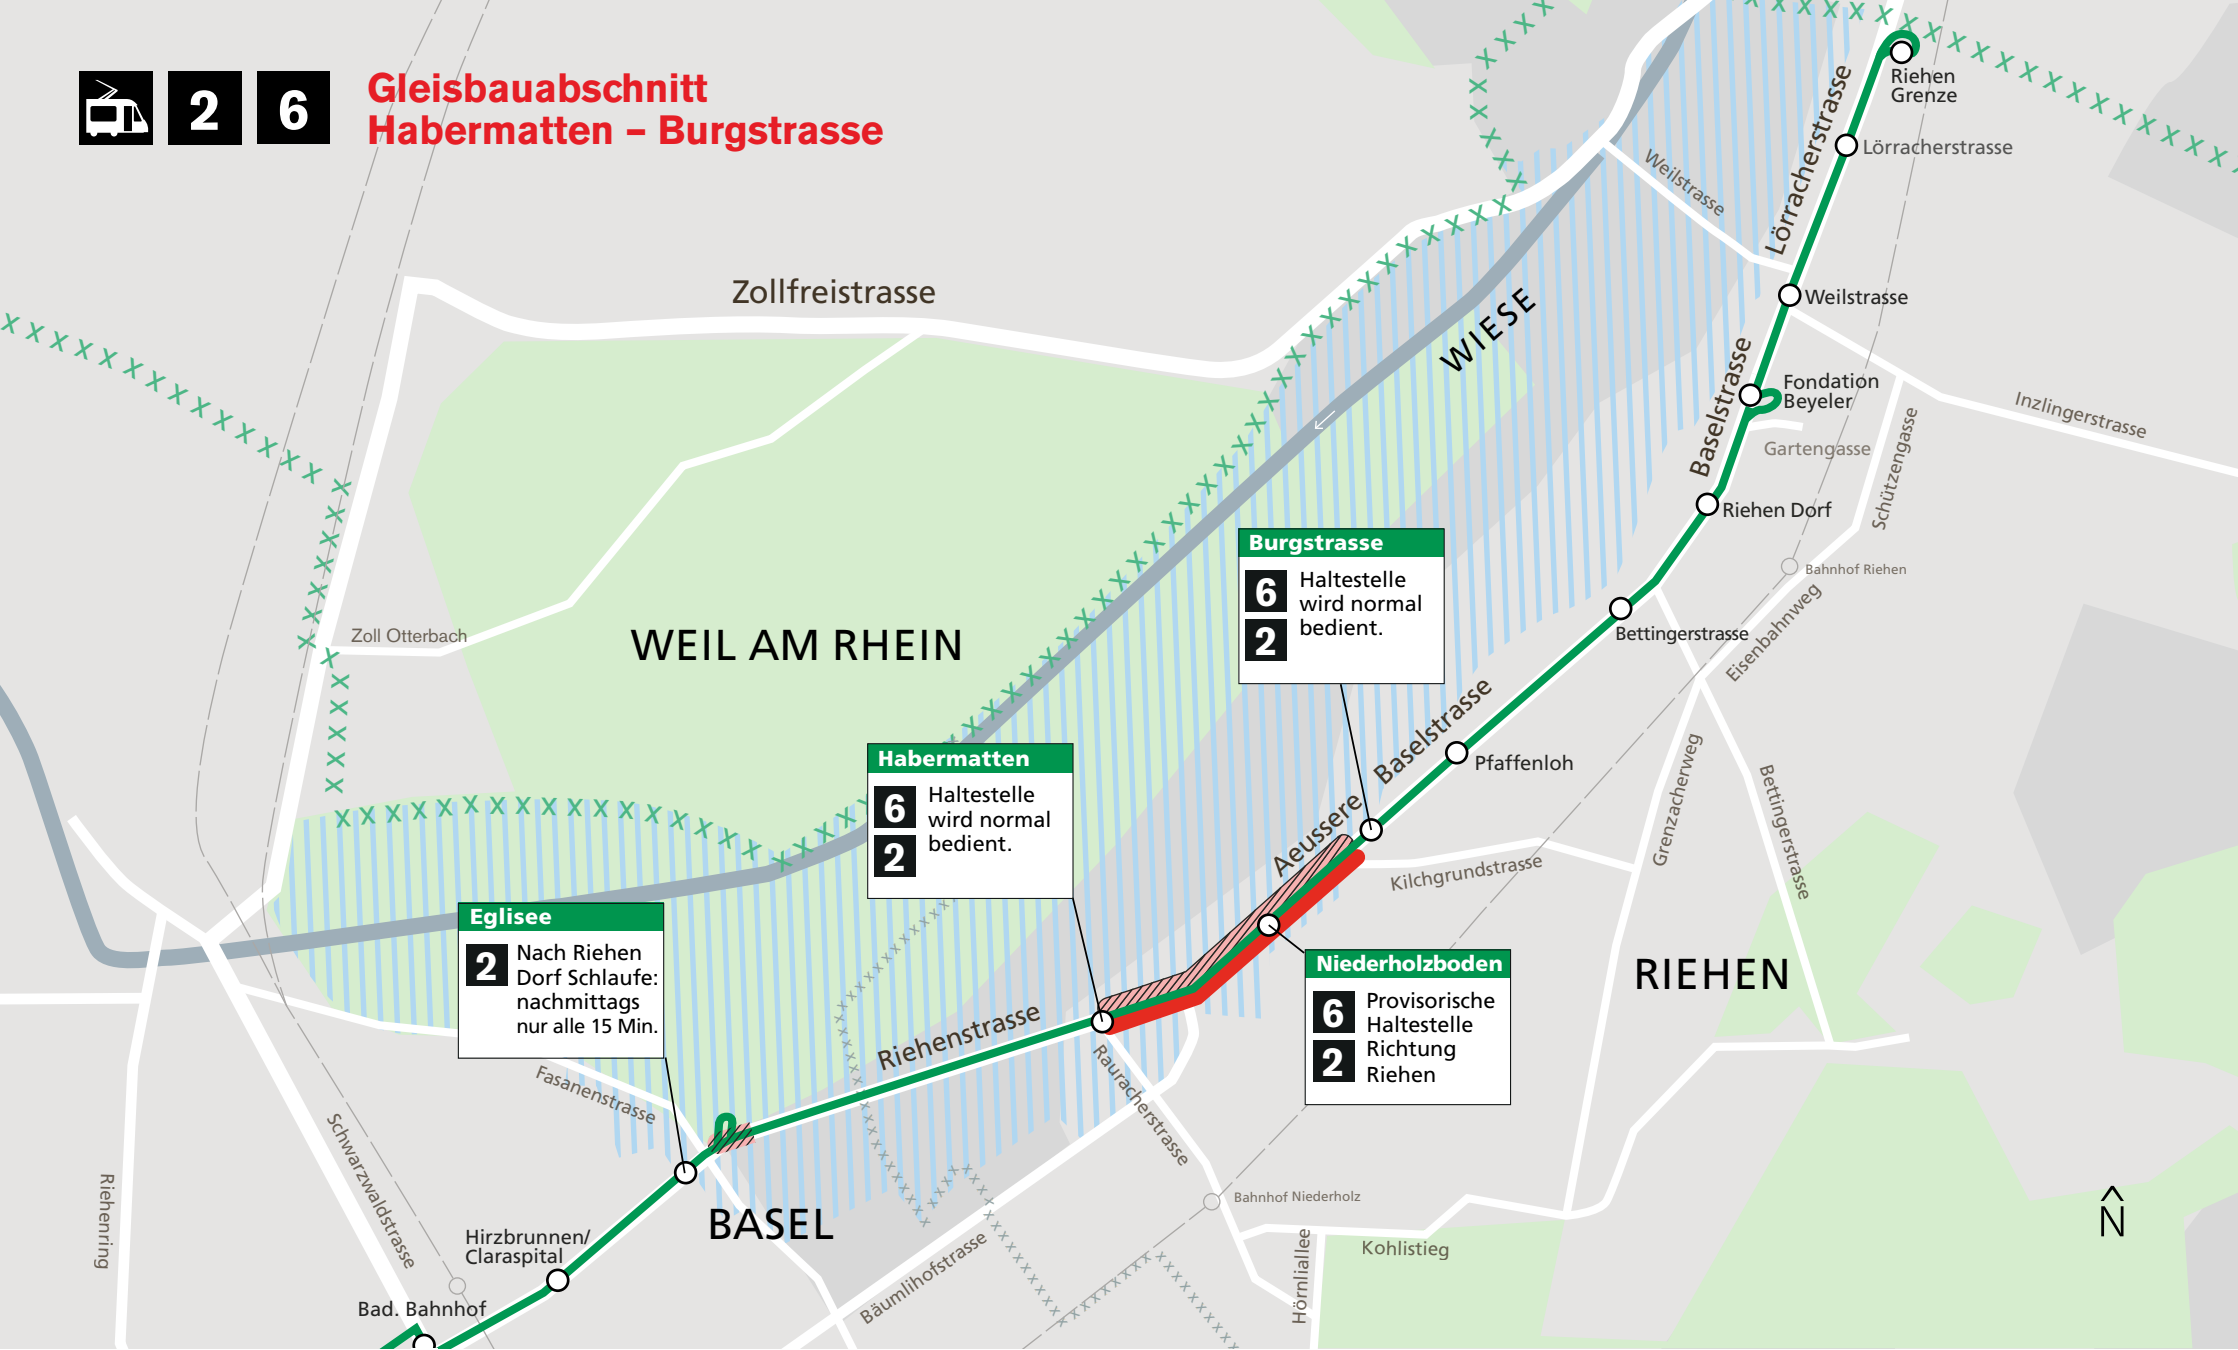 2 6
Gleisbauabschnitt
Habermatten – Burgstrasse
Riehen
Grenze
Lörracherstrasse
Lörracherstrasse
Weilstrasse
Weilstrasse
Zollfreistrasse
WIESE
Baselstrasse
Fondation
Beyeler
Gartengasse
Inzlingerstrasse
Schützengasse
Riehen Dorf
Bahnhof Riehen
Eisenbahnweg
Bettingerstrasse
Zoll Otterbach
WEIL AM RHEIN
Burgstrasse
6
2
Haltestelle
wird normal
bedient.
Baselstrasse
Aeussere
Pfaffenloh
Habermatten
6
2
Haltestelle
wird normal
bedient.
Kilchgrundstrasse
Grenzacherweg
Bettingerstrasse
Eglisee
2
Nach Riehen
Dorf Schlaufe:
nachmittags
nur alle 15 Min.
Niederholzboden
6
2
Provisorische
Haltestelle
Richtung
Riehen
RIEHEN
Riehenstrasse
Rauracherstrasse
Fasanenstrasse
Schwarzwaldstrasse
Riehenring
BASEL
Hirzbrunnen/
Claraspital
Bad. Bahnhof
Bäumlihofstrasse
Bahnhof Niederholz
Hörnliallee
Kohlistieg
N